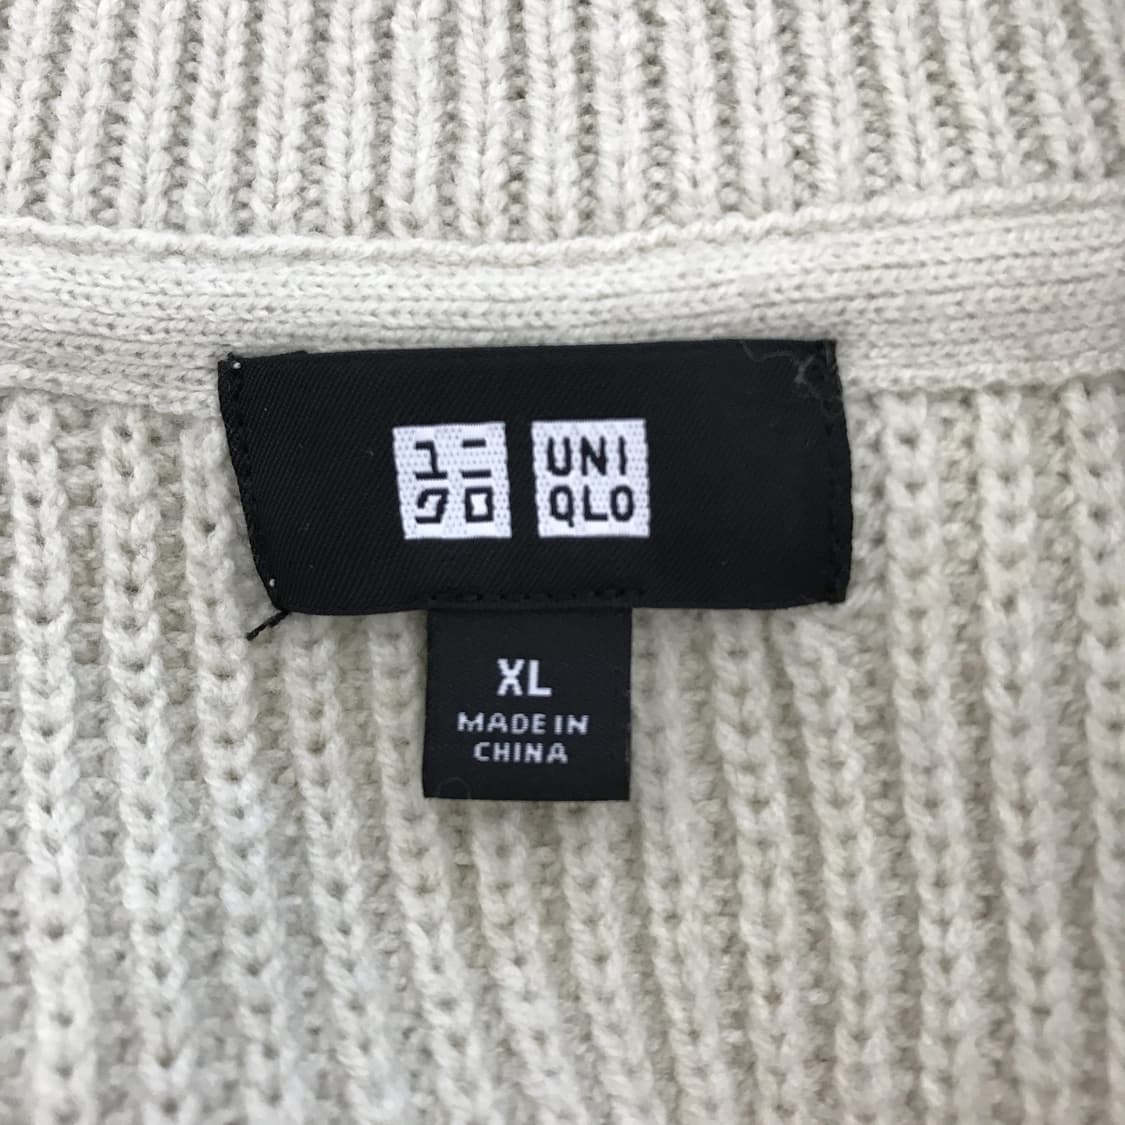 ユニ UNI
クロ QLO
XL
MADE IN
CHINA